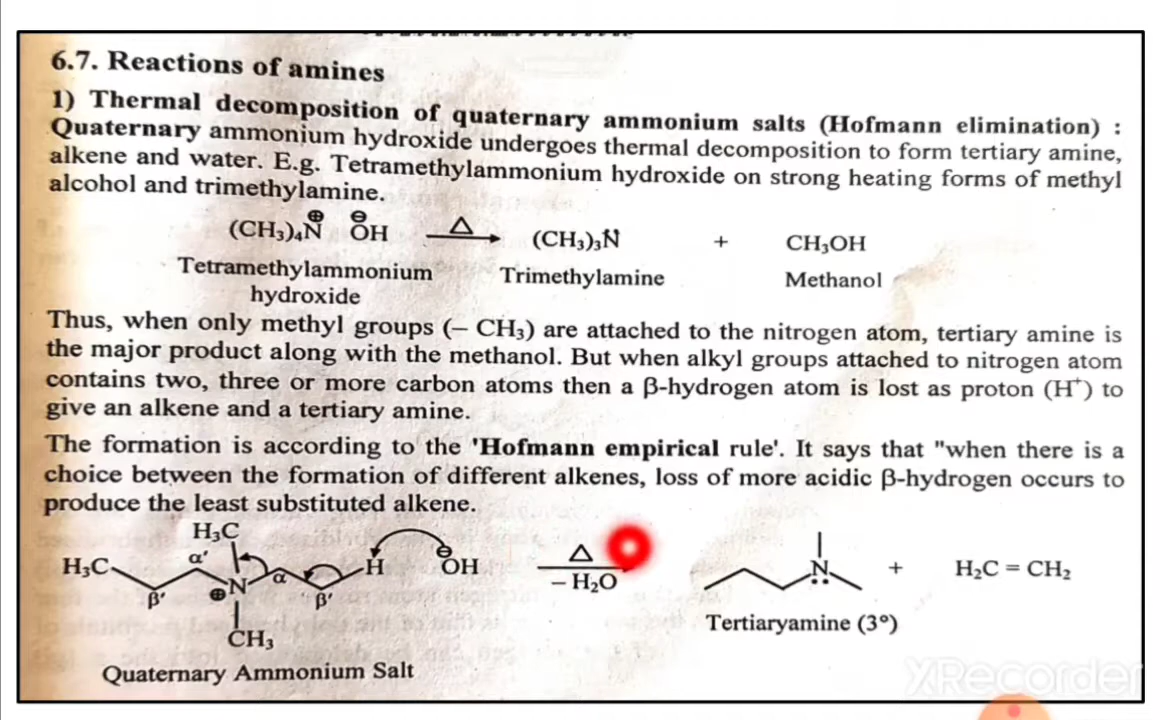 6.7. Reactions of amines
1) Thermal decomposition of quaternary ammonium salts (Hofmann elimination) :
Quaternary ammonium hydroxide undergoes thermal decomposition to form tertiary amine,
alkene and water. E.g. Tetramethylammonium hydroxide on strong heating forms of methyl
alcohol and trimethylamine.
(CH₃)₄N⊕ ⊖OH △ (CH₃)₃N̈ + CH₃OH
Tetramethylammonium Trimethylamine Methanol
hydroxide
Thus, when only methyl groups (– CH₃) are attached to the nitrogen atom, tertiary amine is
the major product along with the methanol. But when alkyl groups attached to nitrogen atom
contains two, three or more carbon atoms then a β-hydrogen atom is lost as proton (H⁺) to
give an alkene and a tertiary amine.
The formation is according to the 'Hofmann empirical rule'. It says that "when there is a
choice between the formation of different alkenes, loss of more acidic β-hydrogen occurs to
produce the least substituted alkene.
H₃C
H₃C α' N⊕ α H ⊖OH △ N + H₂C = CH₂
β' β' – H₂O
CH₃ Tertiaryamine (3°)
Quaternary Ammonium Salt
XRecorder